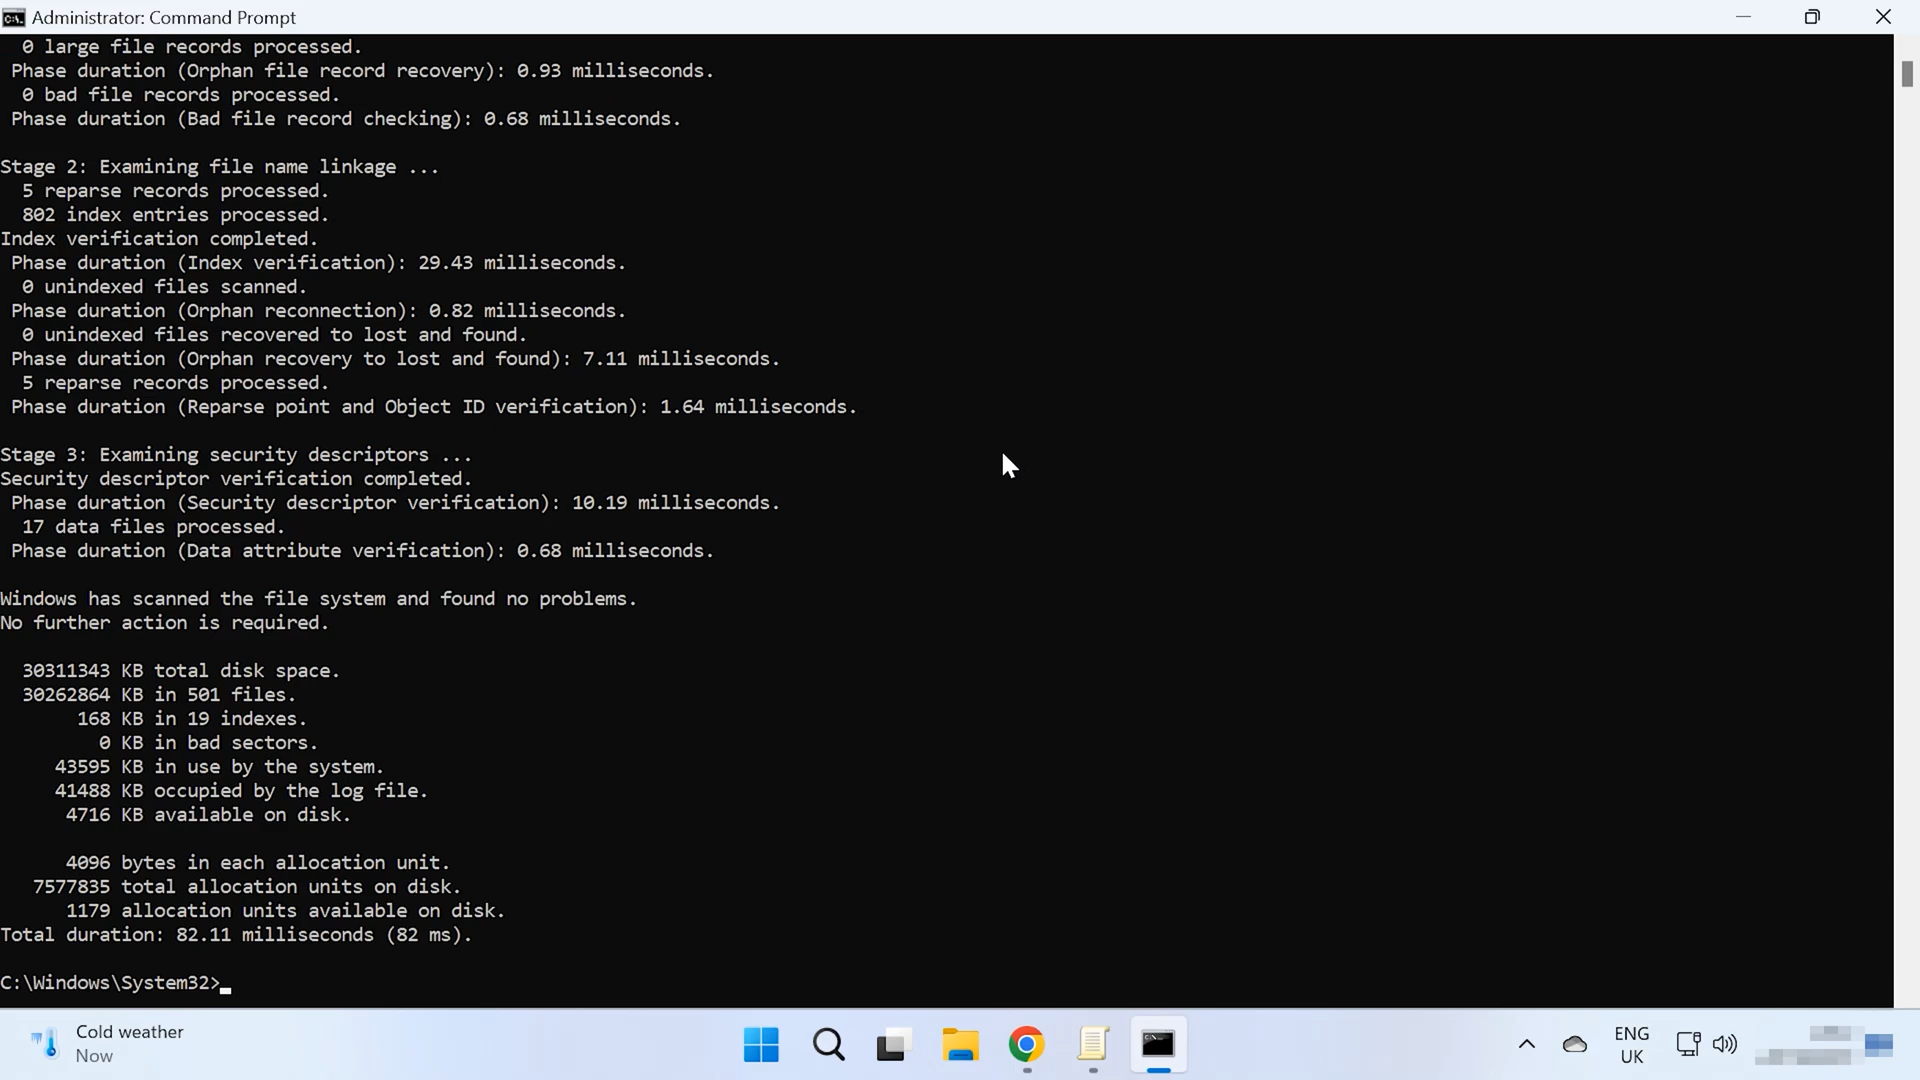 Administrator: Command Prompt
0 large file records processed.
Phase duration (Orphan file record recovery): 0.93 milliseconds.
0 bad file records processed.
Phase duration (Bad file record checking): 0.68 milliseconds.
Stage 2: Examining file name linkage ...
5 reparse records processed.
802 index entries processed.
Index verification completed.
Phase duration (Index verification): 29.43 milliseconds.
0 unindexed files scanned.
Phase duration (Orphan reconnection): 0.82 milliseconds.
0 unindexed files recovered to lost and found.
Phase duration (Orphan recovery to lost and found): 7.11 milliseconds.
5 reparse records processed.
Phase duration (Reparse point and Object ID verification): 1.64 milliseconds.
Stage 3: Examining security descriptors ...
Security descriptor verification completed.
Phase duration (Security descriptor verification): 10.19 milliseconds.
17 data files processed.
Phase duration (Data attribute verification): 0.68 milliseconds.
Windows has scanned the file system and found no problems.
No further action is required.
30311343 KB total disk space.
30262864 KB in 501 files.
168 KB in 19 indexes.
0 KB in bad sectors.
43595 KB in use by the system.
41488 KB occupied by the log file.
4716 KB available on disk.
4096 bytes in each allocation unit.
7577835 total allocation units on disk.
1179 allocation units available on disk.
Total duration: 82.11 milliseconds (82 ms).
C:\Windows\System32>
Cold weather
Now
ENG
UK